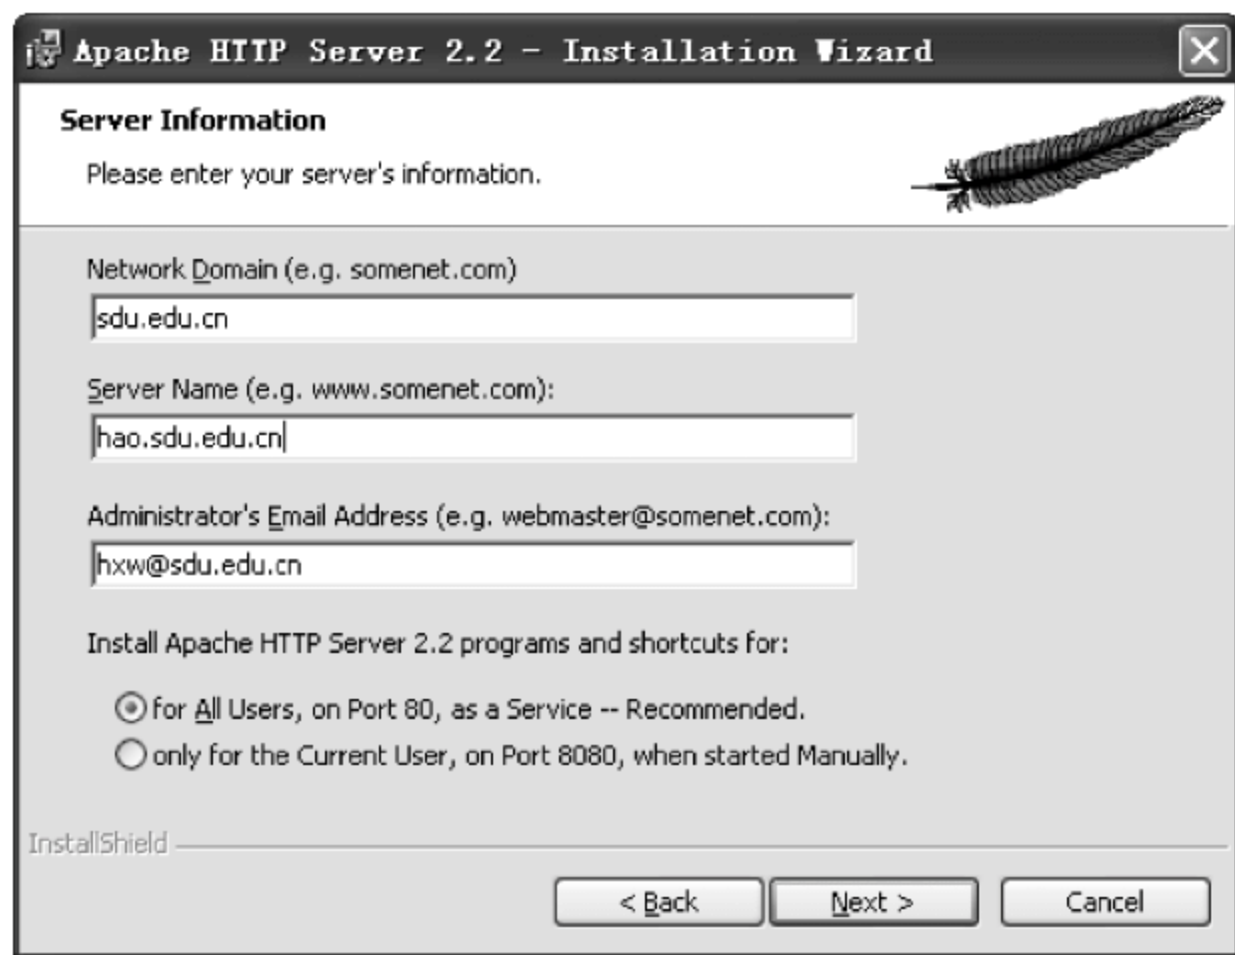 Apache HTTP Server 2.2 - Installation Wizard
Server Information
Please enter your server's information.
Network Domain (e.g. somenet.com)
sdu.edu.cn
Server Name (e.g. www.somenet.com):
hao.sdu.edu.cn
Administrator's Email Address (e.g. webmaster@somenet.com):
hxw@sdu.edu.cn
Install Apache HTTP Server 2.2 programs and shortcuts for:
for All Users, on Port 80, as a Service -- Recommended.
only for the Current User, on Port 8080, when started Manually.
InstallShield
< Back Next > Cancel